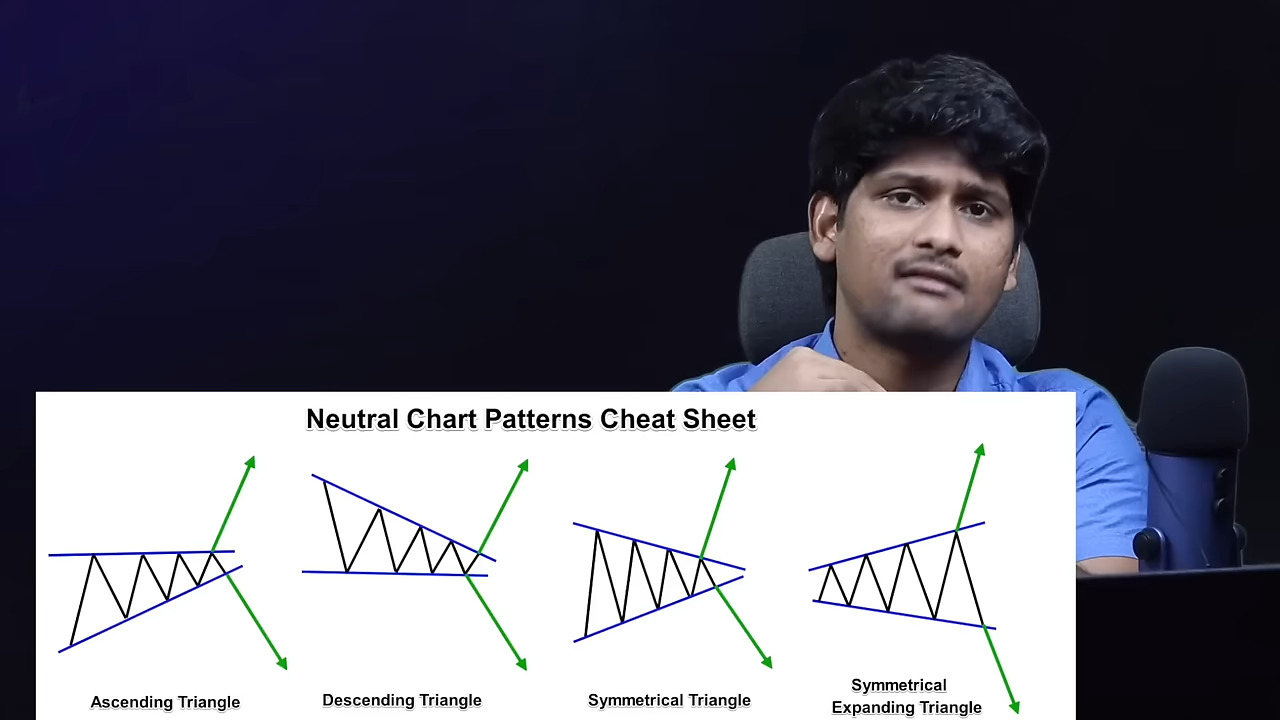 Neutral Chart Patterns Cheat Sheet
Ascending Triangle
Descending Triangle
Symmetrical Triangle
Symmetrical
Expanding Triangle